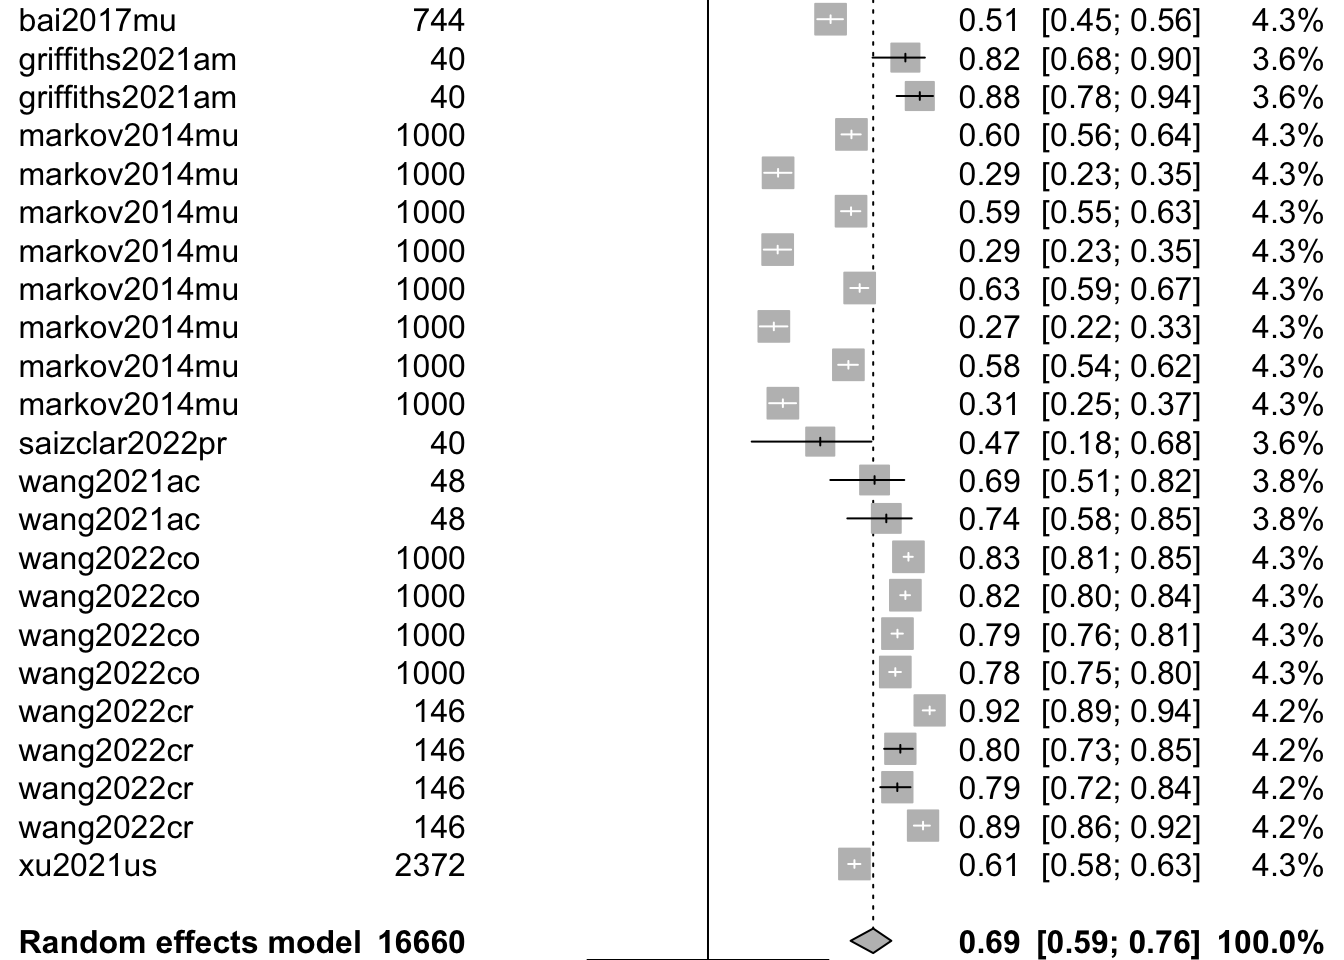 bai2017mu 744 0.51 [0.45; 0.56] 4.3%
griffiths2021am 40 0.82 [0.68; 0.90] 3.6%
griffiths2021am 40 0.88 [0.78; 0.94] 3.6%
markov2014mu 1000 0.60 [0.56; 0.64] 4.3%
markov2014mu 1000 0.29 [0.23; 0.35] 4.3%
markov2014mu 1000 0.59 [0.55; 0.63] 4.3%
markov2014mu 1000 0.29 [0.23; 0.35] 4.3%
markov2014mu 1000 0.63 [0.59; 0.67] 4.3%
markov2014mu 1000 0.27 [0.22; 0.33] 4.3%
markov2014mu 1000 0.58 [0.54; 0.62] 4.3%
markov2014mu 1000 0.31 [0.25; 0.37] 4.3%
saizclar2022pr 40 0.47 [0.18; 0.68] 3.6%
wang2021ac 48 0.69 [0.51; 0.82] 3.8%
wang2021ac 48 0.74 [0.58; 0.85] 3.8%
wang2022co 1000 0.83 [0.81; 0.85] 4.3%
wang2022co 1000 0.82 [0.80; 0.84] 4.3%
wang2022co 1000 0.79 [0.76; 0.81] 4.3%
wang2022co 1000 0.78 [0.75; 0.80] 4.3%
wang2022cr 146 0.92 [0.89; 0.94] 4.2%
wang2022cr 146 0.80 [0.73; 0.85] 4.2%
wang2022cr 146 0.79 [0.72; 0.84] 4.2%
wang2022cr 146 0.89 [0.86; 0.92] 4.2%
xu2021us 2372 0.61 [0.58; 0.63] 4.3%
Random effects model 16660 0.69 [0.59; 0.76] 100.0%